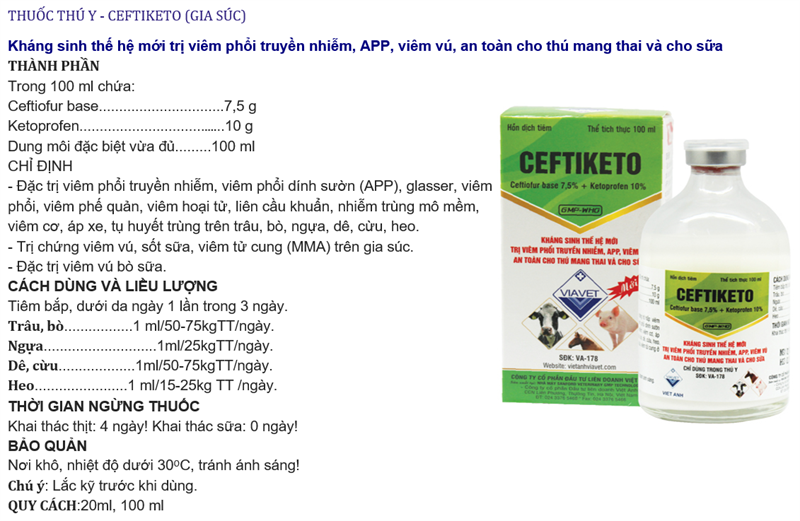 THUỐC THÚ Y - CEFTIKETO (GIA SÚC)
Kháng sinh thế hệ mới trị viêm phổi truyền nhiễm, APP, viêm vú, an toàn cho thú mang thai và cho sữa
THÀNH PHẦN
Trong 100 ml chứa:
Ceftiofur base...............................7,5 g
Ketoprofen....................................10 g
Dung môi đặc biệt vừa đủ.........100 ml
CHỈ ĐỊNH
- Đặc trị viêm phổi truyền nhiễm, viêm phổi dính sườn (APP), glasser, viêm
phổi, viêm phế quản, viêm hoại tử, liên cầu khuẩn, nhiễm trùng mô mềm,
viêm cơ, áp xe, tụ huyết trùng trên trâu, bò, ngựa, dê, cừu, heo.
- Trị chứng viêm vú, sốt sữa, viêm tử cung (MMA) trên gia súc.
- Đặc trị viêm vú bò sữa.
CÁCH DÙNG VÀ LIỀU LƯỢNG
Tiêm bắp, dưới da ngày 1 lần trong 3 ngày.
Trâu, bò.................1 ml/50-75kgTT/ngày.
Ngựa............................1ml/25kgTT/ngày.
Dê, cừu...................1ml/50-75kgTT/ngày.
Heo.......................1 ml/15-25kg TT /ngày.
THỜI GIAN NGỪNG THUỐC
Khai thác thịt: 4 ngày! Khai thác sữa: 0 ngày!
BẢO QUẢN
Nơi khô, nhiệt độ dưới 30ºC, tránh ánh sáng!
Chú ý: Lắc kỹ trước khi dùng.
QUY CÁCH:20ml, 100 ml
Hỗn dịch tiêm Thể tích thực 100 ml
CEFTIKETO
Ceftiofur base 7,5% + Ketoprofen 10%
GMP-WHO
KHÁNG SINH THẾ HỆ MỚI
TRỊ VIÊM PHỔI TRUYỀN NHIỄM, APP, VIÊM
AN TOÀN CHO THÚ MANG THAI VÀ CHO S
Mới
VIAVET
SĐK: VA-178
Website: vietanhviavet.com
CÔNG TY CỔ PHẦN ĐẦU TƯ LIÊN DOANH VIỆT
Hỗn dịch tiêm Thể tích thực 100 ml
CEFTIKETO
Ceftiofur base 7,5% + Ketoprofen 10%
GMP-WHO
KHÁNG SINH THẾ HỆ MỚI
TRỊ VIÊM PHỔI TRUYỀN NHIỄM, APP, VIÊM VÚ
AN TOÀN CHO THÚ MANG THAI VÀ CHO SỮA
CHỈ DÙNG TRONG THÚ Y
SĐK: VA-178
VIET ANH